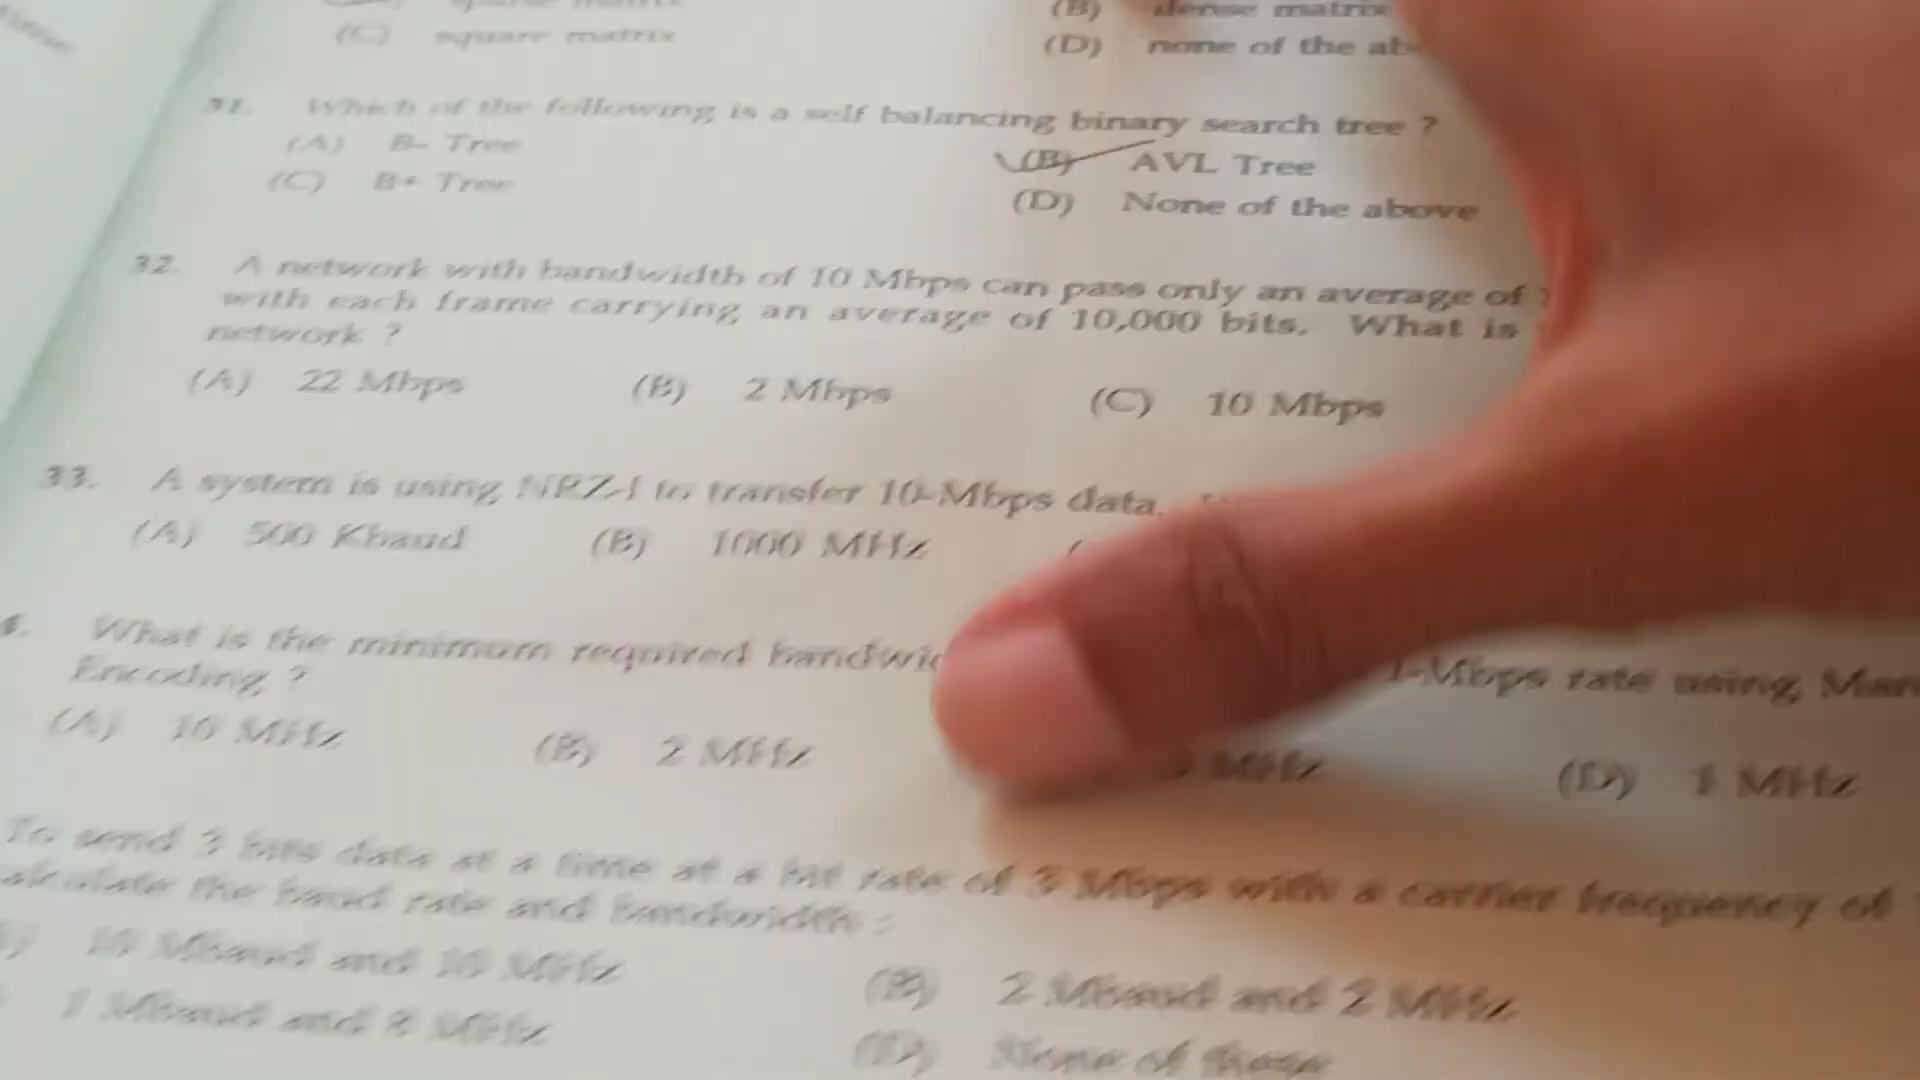 (B) dense matrix
(C) square matrix
(D) none of the
31. Which of the following is a self balancing binary search tree ?
(A) B- Tree
(B) AVL Tree
(C) B+ Tree
(D) None of the above
32. A network with bandwidth of 10 Mbps can pass only an average of
with each frame carrying an average of 10,000 bits. What is
network ?
(A) 22 Mbps (B) 2 Mbps (C) 10 Mbps
33. A system is using NRZ-I to transfer 10-Mbps data.
(A) 500 Kbaud (B) 1000 MHz
What is the minimum required
1-Mbps rate using
Encoding ?
(A) 10 MHz (B) 2 MHz MHz (D) 1 MHz
To send 3 bits data at a time at a bit rate of 3 Mbps with a carrier frequency of
the baud rate and bandwidth :
10 Mbaud and 10 MHz
(B) 2 Mbaud and 2 MHz
1 Mbaud and 8 MHz
(D) None of these